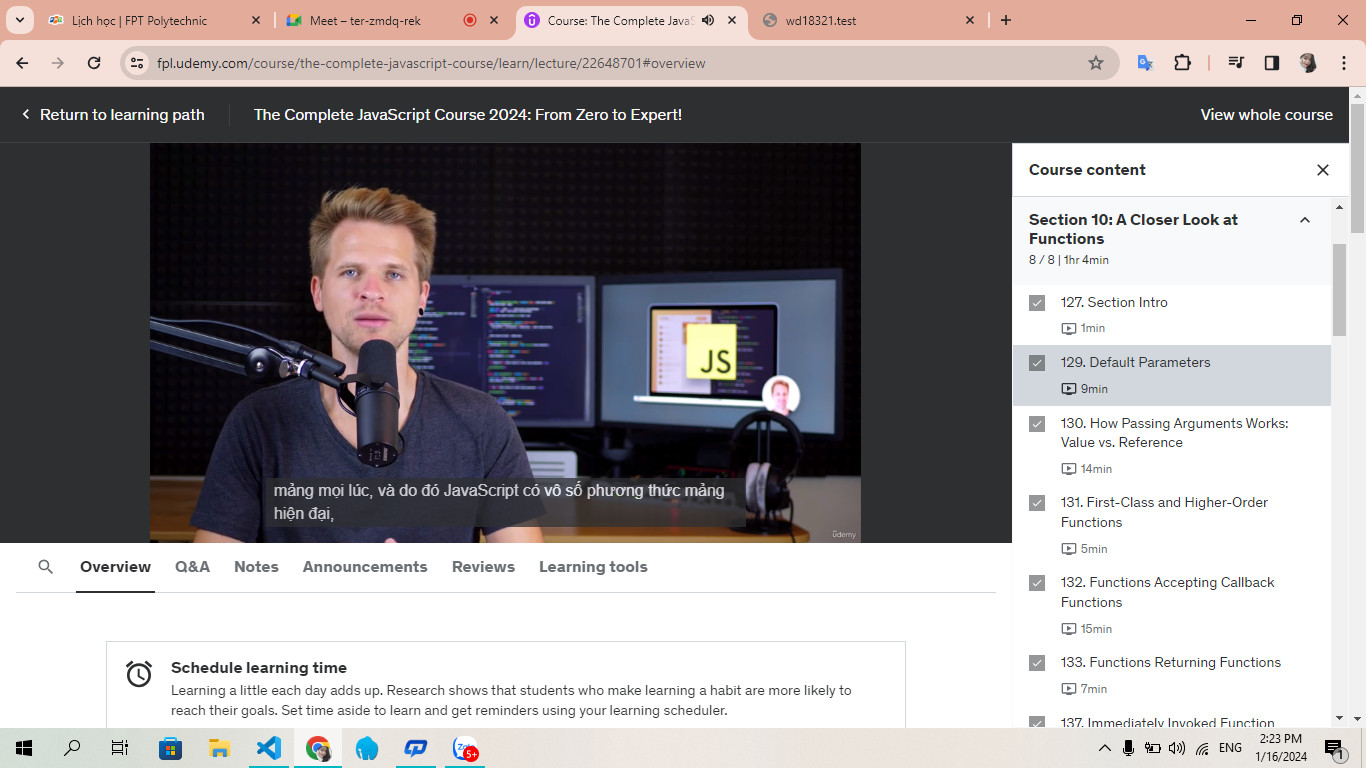 Lịch học | FPT Polytechnic
Meet – ter-zmdq-rek
Course: The Complete JavaS
wd18321.test
fpl.udemy.com/course/the-complete-javascript-course/learn/lecture/22648701#overview
Return to learning path
The Complete JavaScript Course 2024: From Zero to Expert!
View whole course
JS
mảng mọi lúc, và do đó JavaScript có vô số phương thức mảng
hiện đại,
ûdemy
Course content
Section 10: A Closer Look at
Functions
8 / 8 | 1hr 4min
127. Section Intro
1min
129. Default Parameters
9min
130. How Passing Arguments Works:
Value vs. Reference
14min
131. First-Class and Higher-Order
Functions
5min
132. Functions Accepting Callback
Functions
15min
133. Functions Returning Functions
7min
137. Immediately Invoked Function
Overview
Q&A
Notes
Announcements
Reviews
Learning tools
Schedule learning time
Learning a little each day adds up. Research shows that students who make learning a habit are more likely to
reach their goals. Set time aside to learn and get reminders using your learning scheduler.
5+
ENG
2:23 PM
1/16/2024
1